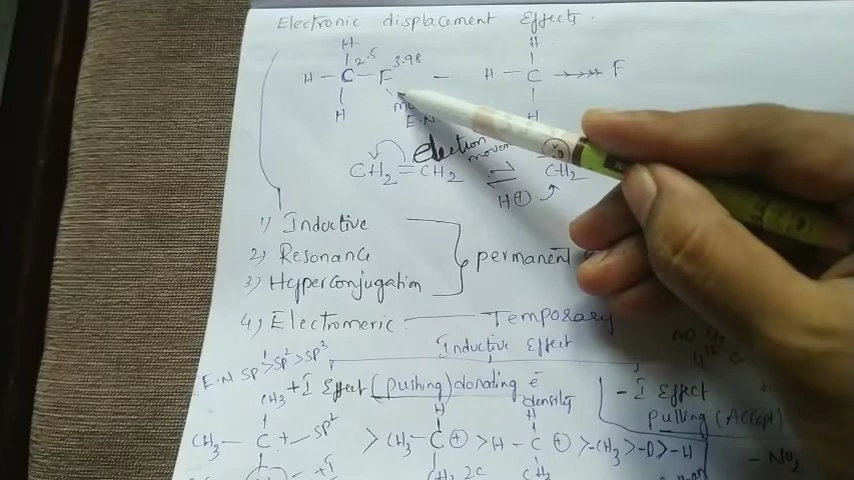 Electronic displacement Effects.
H H
2.5 3.98
H - C - F — H - C →→→ F
H H
E.N
electron
CH2 = CH2 ⇌ CH2
H⊕
1) Inductive
2) Resonance
3) Hyperconjugation
permanent
4) Electromeric — Temporary
Inductive Effect
E.N SP > SP2 > SP3
+I Effect (pushing) donating e density
- I Effect
pulling (Accept)
CH3 H H
CH3 - C + - SP2 > CH3 - C ⊕ > H - C ⊕ > -CH3 > -D > -H
- NO2
+I CH3